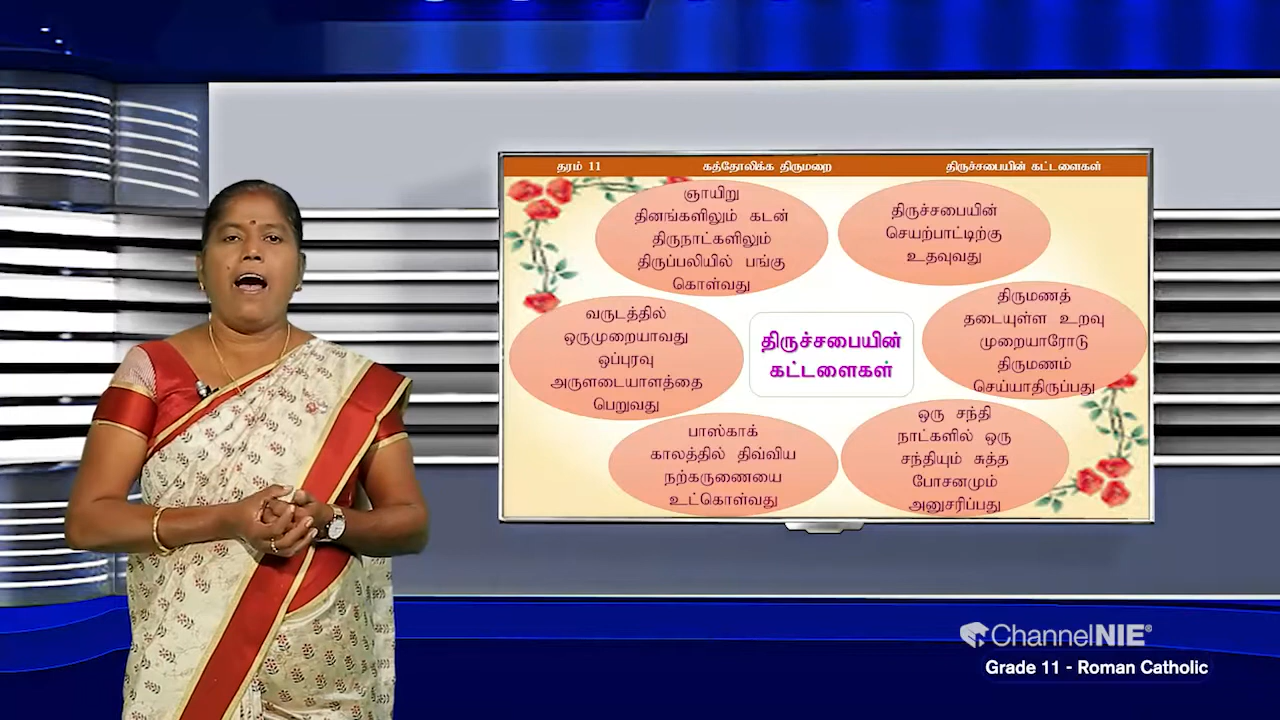 தரம் 11 கத்தோலிக்க திருமறை திருச்சபையின் கட்டளைகள்
ஞாயிறு
தினங்களிலும் கடன்
திருநாட்களிலும்
திருப்பலியில் பங்கு
கொள்வது
திருச்சபையின்
செயற்பாட்டிற்கு
உதவுவது
வருடத்தில்
ஒருமுறையாவது
ஒப்புரவு
அருளடையாளத்தை
பெறுவது
திருச்சபையின்
கட்டளைகள்
திருமணத்
தடையுள்ள உறவு
முறையாரோடு
திருமணம்
செய்யாதிருப்பது
பாஸ்காக்
காலத்தில் திவ்விய
நற்கருணையை
உட்கொள்வது
ஒரு சந்தி
நாட்களில் ஒரு
சந்தியும் சுத்த
போசனமும்
அனுசரிப்பது
ChannelNIE®
Grade 11 - Roman Catholic